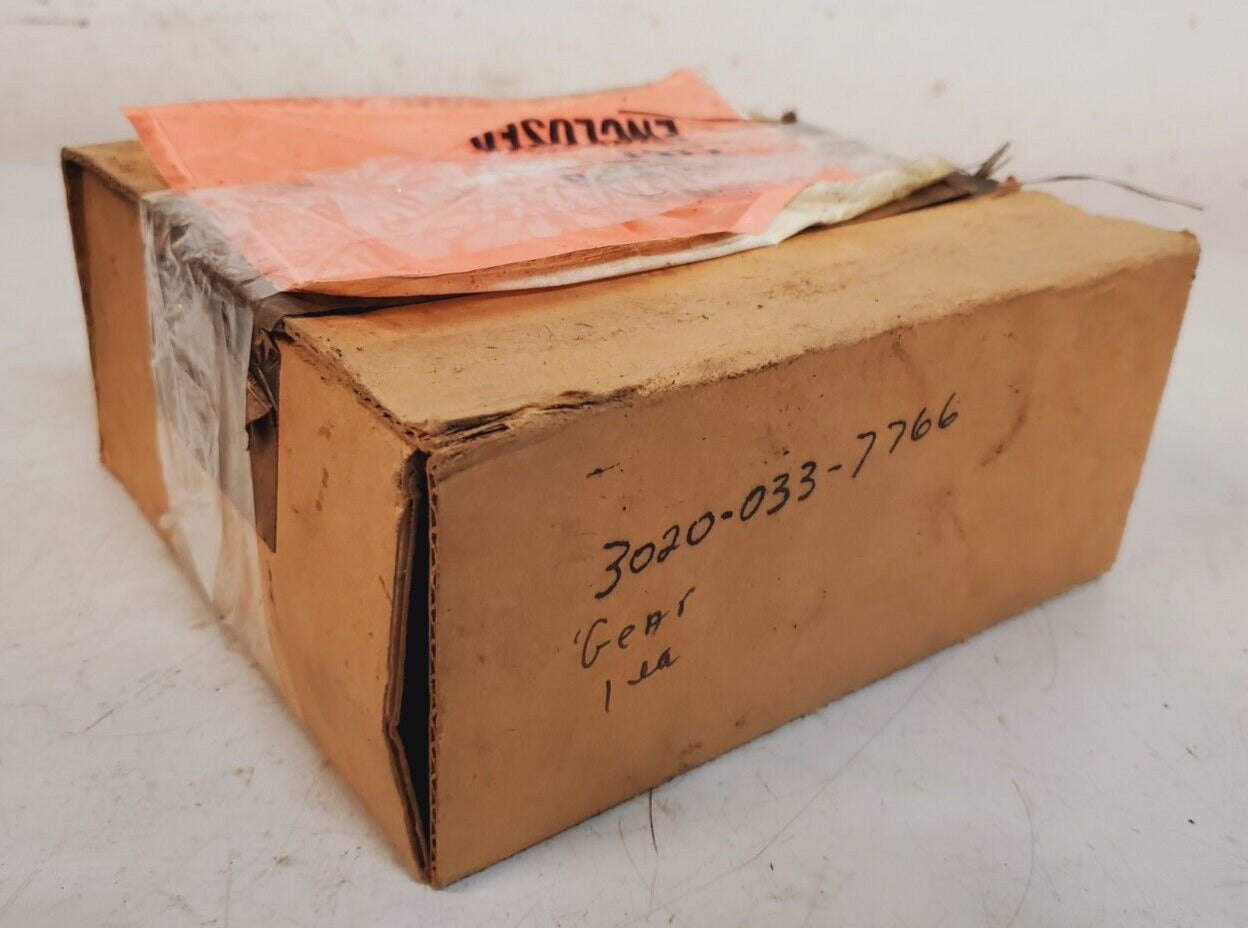 ENCLOSED
3020-033-7766
GeAr
1 ea